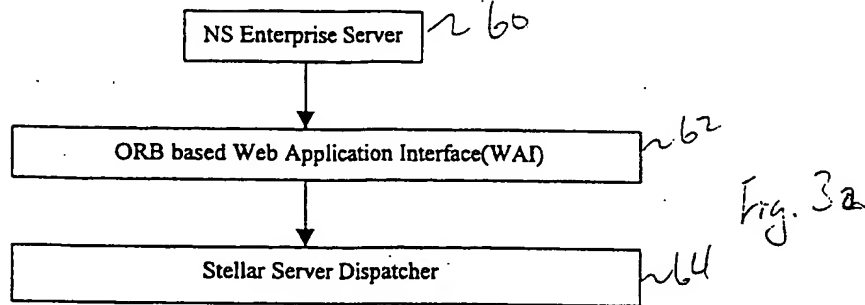 NS Enterprise Server ~60
ORB based Web Application Interface(WAI) ~62
Fig. 3a
Stellar Server Dispatcher ~64